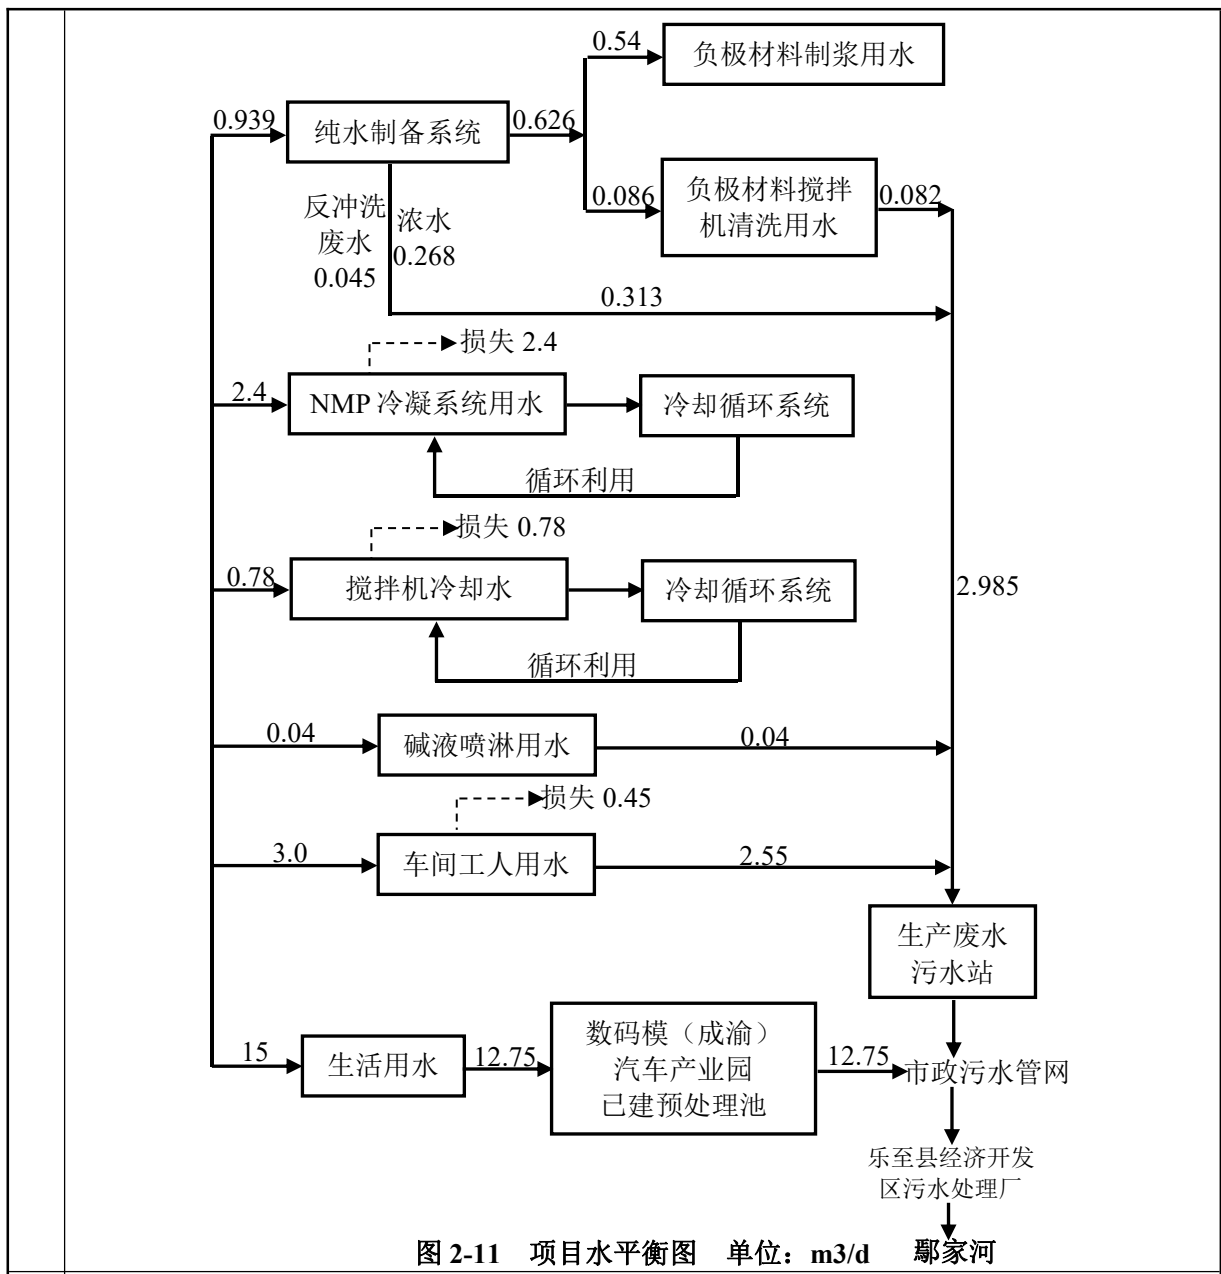 0.54
负极材料制浆用水
0.939
纯水制备系统
0.626
0.086
负极材料搅拌
机清洗用水
0.082
反冲洗
废水
0.045
浓水
0.268
0.313
损失 2.4
2.4
NMP 冷凝系统用水
冷却循环系统
循环利用
损失 0.78
0.78
搅拌机冷却水
冷却循环系统
2.985
循环利用
0.04
碱液喷淋用水
0.04
损失 0.45
3.0
车间工人用水
2.55
生产废水
污水站
15
生活用水
12.75
数码模（成渝）
汽车产业园
已建预处理池
12.75
市政污水管网
乐至县经济开发
区污水处理厂
图 2-11 项目水平衡图 单位：m3/d
鄢家河